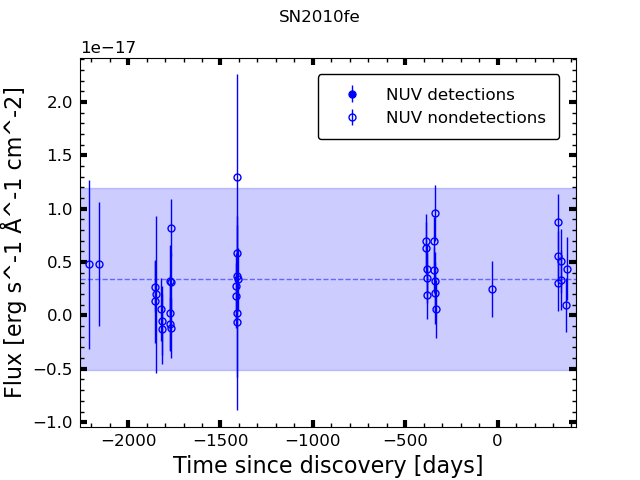 SN2010fe
1e−17
Flux [erg s^-1 Å^-1 cm^-2]
2.0
1.5
1.0
0.5
0.0
−0.5
−1.0
NUV detections
NUV nondetections
−2000 −1500 −1000 −500 0
Time since discovery [days]